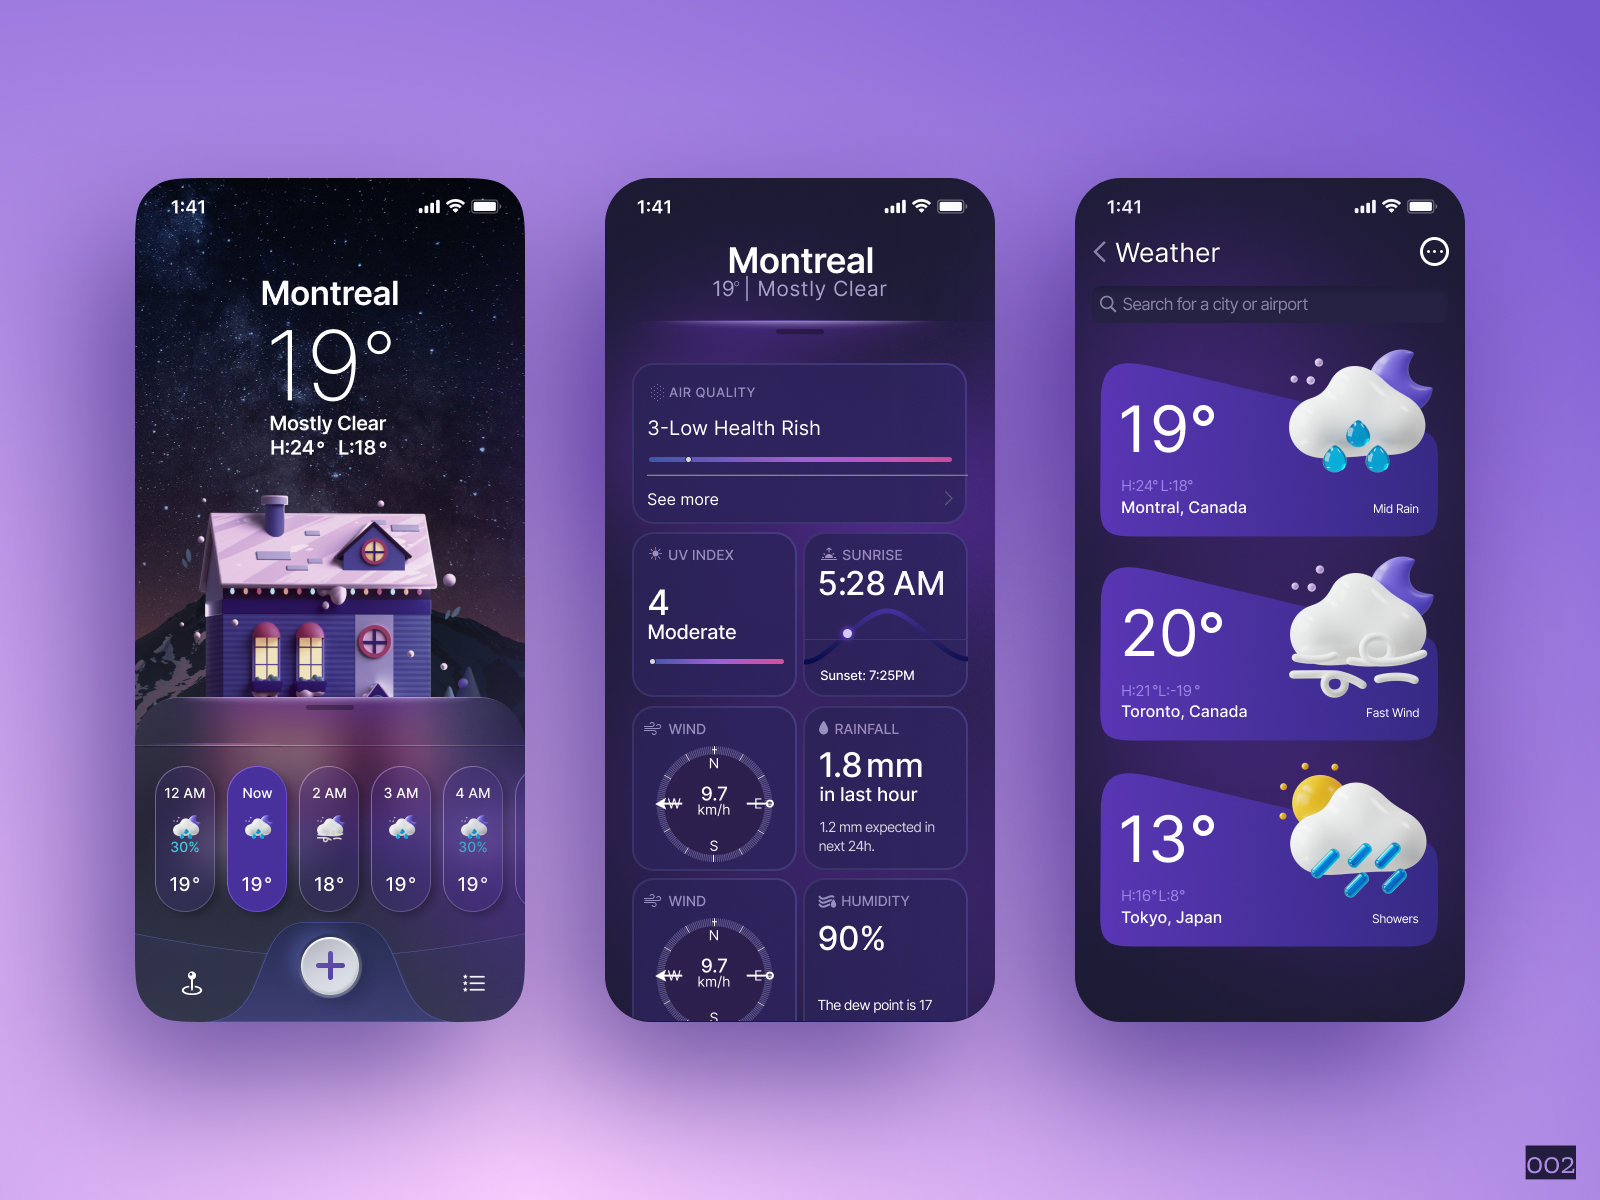 1:41
Montreal
19°
Mostly Clear
H:24° L:18°
12 AM
30%
19°
Now
19°
2 AM
18°
3 AM
19°
4 AM
30%
19°
1:41
Montreal
19° | Mostly Clear
AIR QUALITY
3-Low Health Rish
See more
UV INDEX
4
Moderate
SUNRISE
5:28 AM
Sunset: 7:25PM
WIND
N
W
9.7
km/h
E
S
RAINFALL
1.8 mm
in last hour
1.2 mm expected in
next 24h.
WIND
N
W
9.7
km/h
E
S
HUMIDITY
90%
The dew point is 17
1:41
Weather
Search for a city or airport
19°
H:24° L:18°
Montral, Canada
Mid Rain
20°
H:21°L:-19°
Toronto, Canada
Fast Wind
13°
H:16°L:8°
Tokyo, Japan
Showers
002